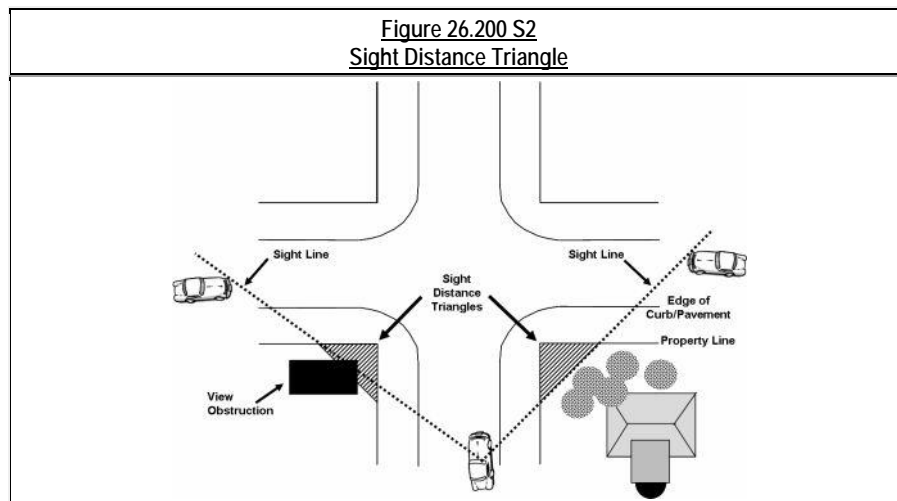 Figure 26.200 S2
Sight Distance Triangle
Sight Line
Sight Line
Sight
Distance
Triangles
Edge of
Curb/Pavement
Property Line
View
Obstruction